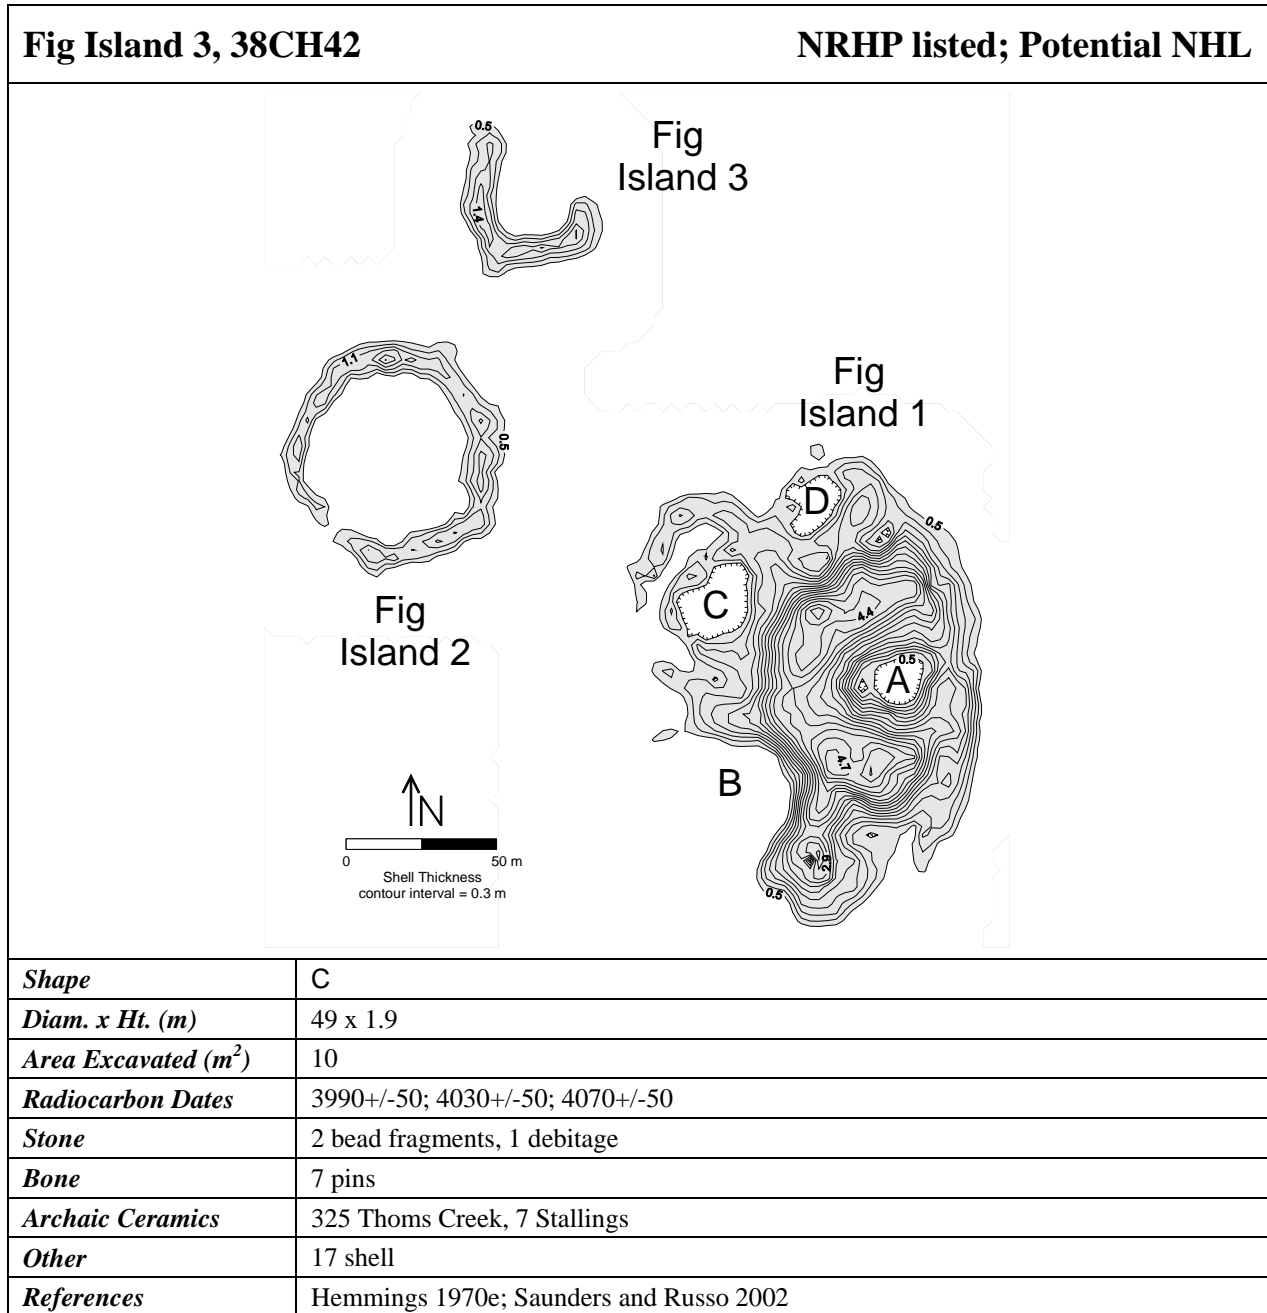 Fig Island 3, 38CH42 NRHP listed; Potential NHL
0.5
Fig
Island 3
1.4
1
1.1
0.5
Fig
Island 1
D
0.5
C
4.4
Fig
Island 2
0.5
A
4.7
B
N
0 50 m
Shell Thickness
contour interval = 0.3 m
2.9
0.5
Shape C
Diam. x Ht. (m) 49 x 1.9
Area Excavated (m²) 10
Radiocarbon Dates 3990+/-50; 4030+/-50; 4070+/-50
Stone 2 bead fragments, 1 debitage
Bone 7 pins
Archaic Ceramics 325 Thoms Creek, 7 Stallings
Other 17 shell
References Hemmings 1970e; Saunders and Russo 2002